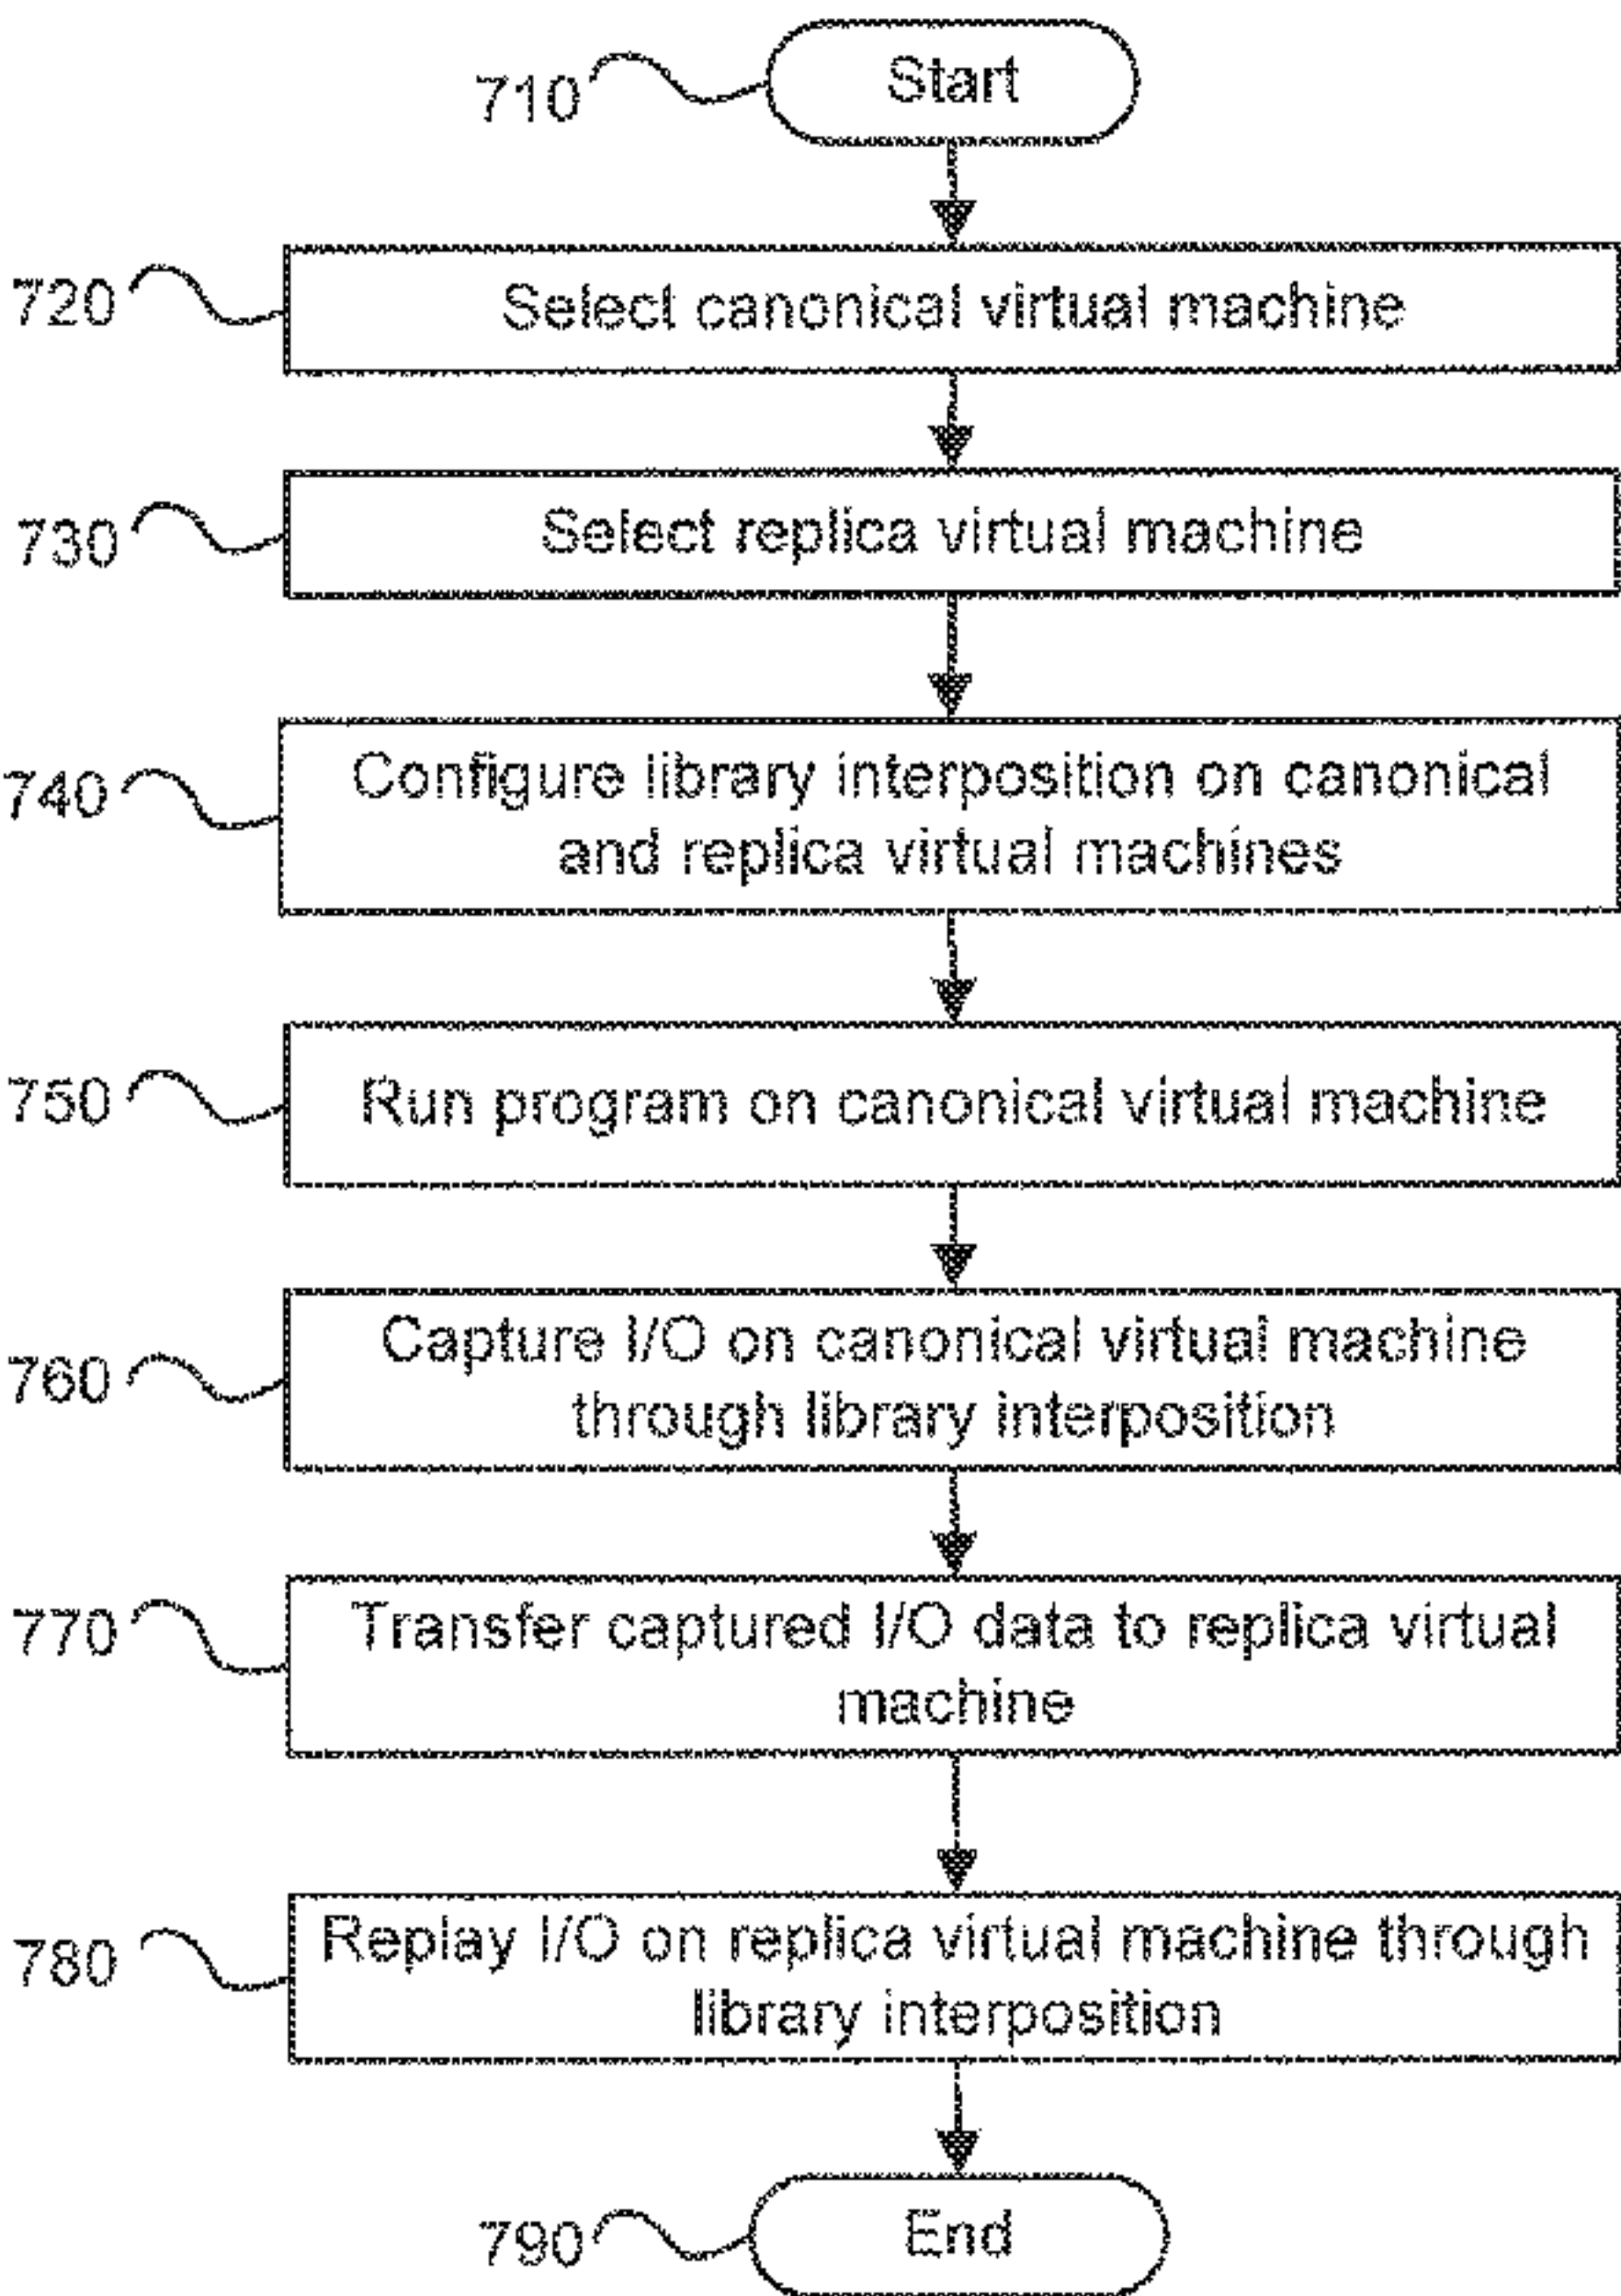 710
Start
720
Select canonical virtual machine
730
Select replica virtual machine
740
Configure library interposition on canonical
and replica virtual machines
750
Run program on canonical virtual machine
760
Capture I/O on canonical virtual machine
through library interposition
770
Transfer captured I/O data to replica virtual
machine
780
Replay I/O on replica virtual machine through
library interposition
790
End